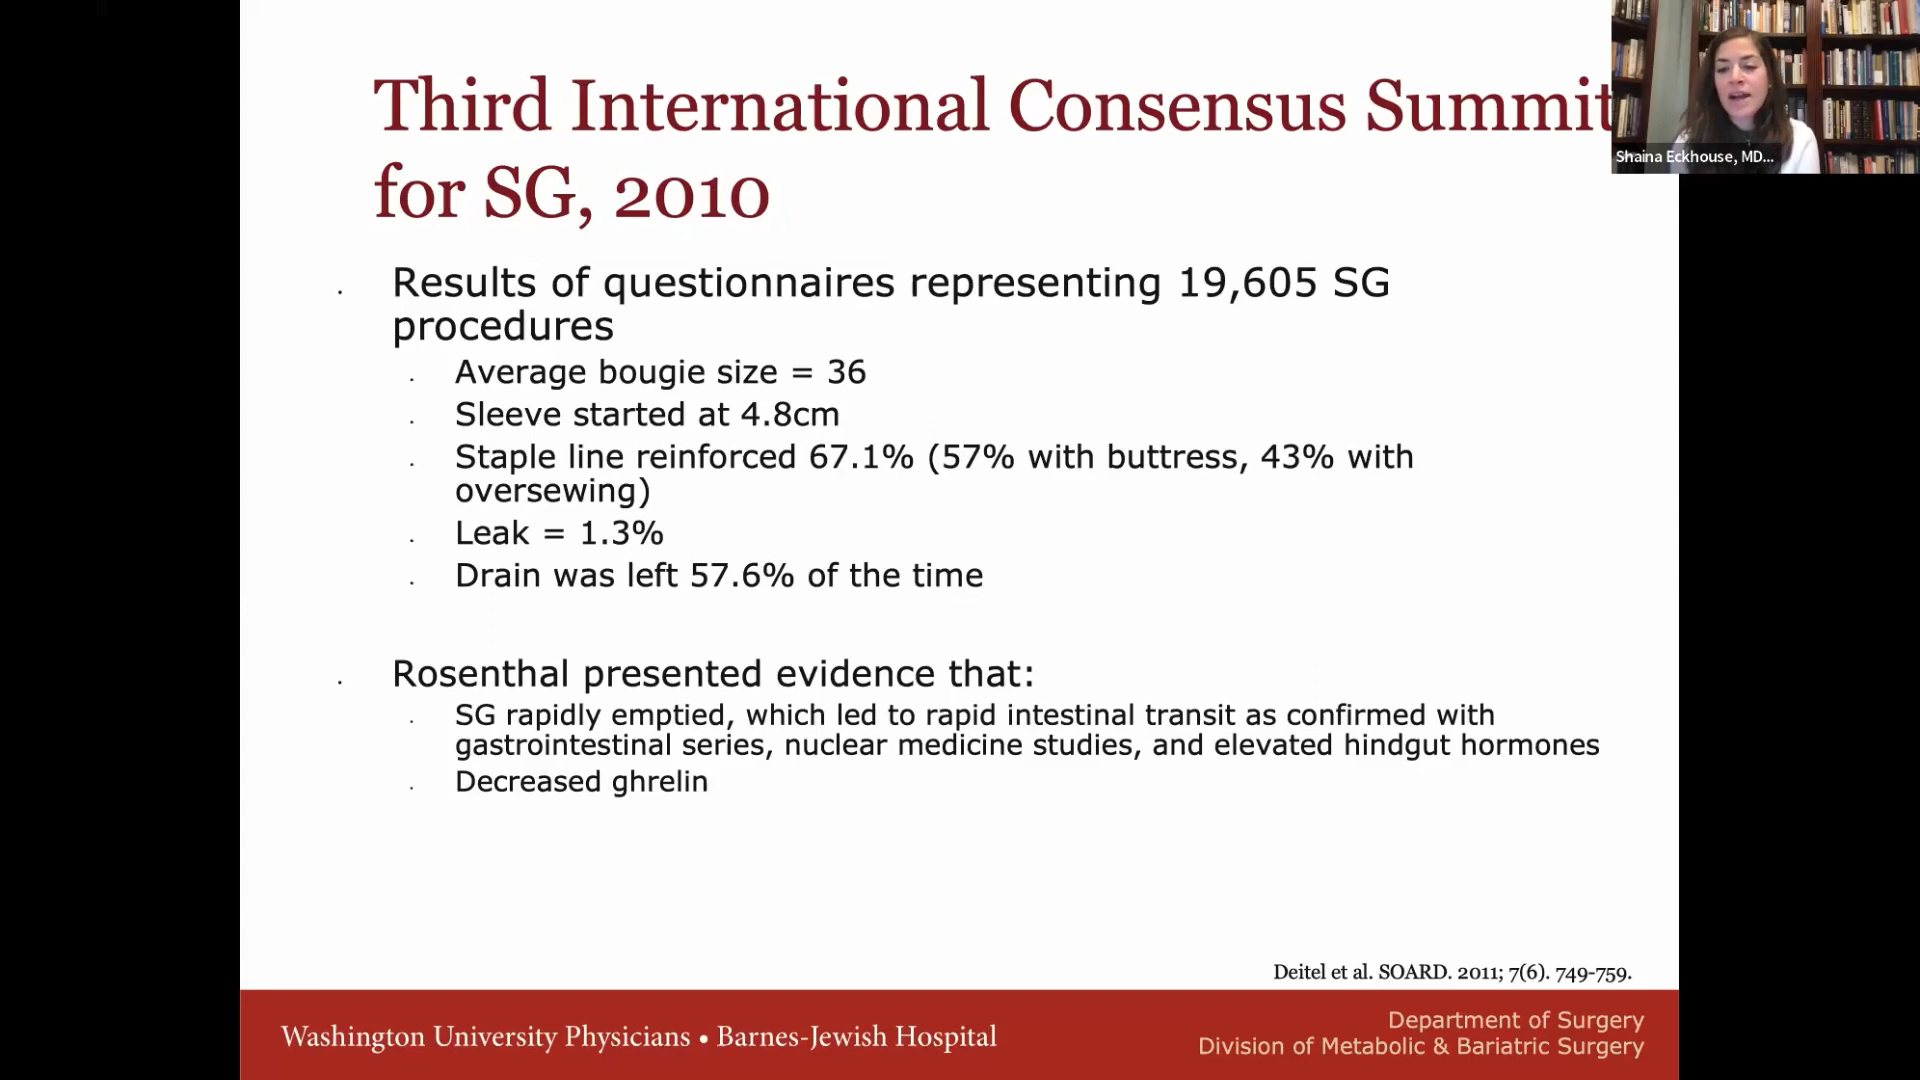 Third International Consensus Summit
for SG, 2010
Shaina Eckhouse, MD...
· Results of questionnaires representing 19,605 SG
procedures
· Average bougie size = 36
· Sleeve started at 4.8cm
· Staple line reinforced 67.1% (57% with buttress, 43% with
oversewing)
· Leak = 1.3%
· Drain was left 57.6% of the time
· Rosenthal presented evidence that:
· SG rapidly emptied, which led to rapid intestinal transit as confirmed with
gastrointestinal series, nuclear medicine studies, and elevated hindgut hormones
· Decreased ghrelin
Deitel et al. SOARD. 2011; 7(6). 749-759.
Washington University Physicians • Barnes-Jewish Hospital
Department of Surgery
Division of Metabolic & Bariatric Surgery